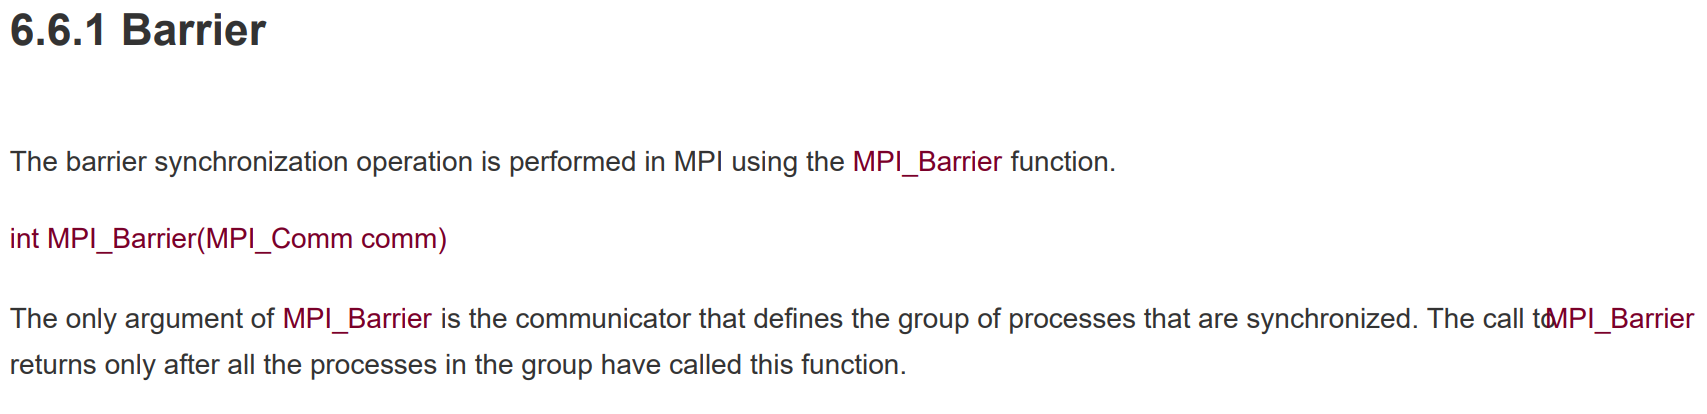 6.6.1 Barrier
The barrier synchronization operation is performed in MPI using the MPI_Barrier function.
int MPI_Barrier(MPI_Comm comm)
The only argument of MPI_Barrier is the communicator that defines the group of processes that are synchronized. The call to MPI_Barrier
returns only after all the processes in the group have called this function.